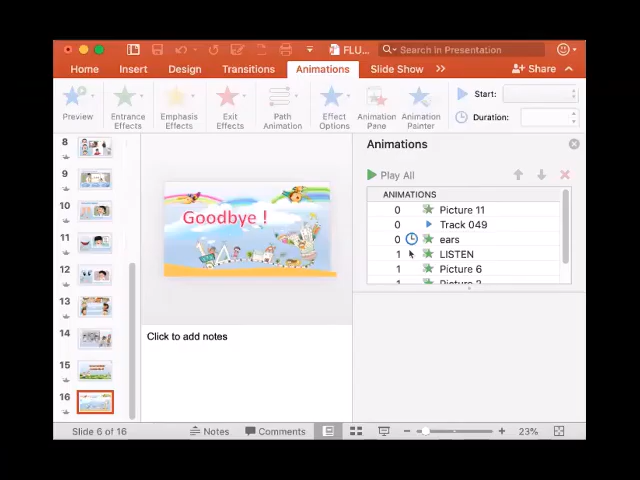 FLU...
Search in Presentation
Home Insert Design Transitions Animations Slide Show Share
Preview
Entrance Effects
Emphasis Effects
Exit Effects
Path Animation
Effect Options
Animation Pane
Animation Painter
Start:
Duration:
8
9
10
11
12
13
14
15
16
Goodbye !
Click to add notes
Animations
Play All
ANIMATIONS
0 Picture 11
0 Track 049
0 ears
1 LISTEN
1 Picture 6
1
Slide 6 of 16 Notes Comments 23%